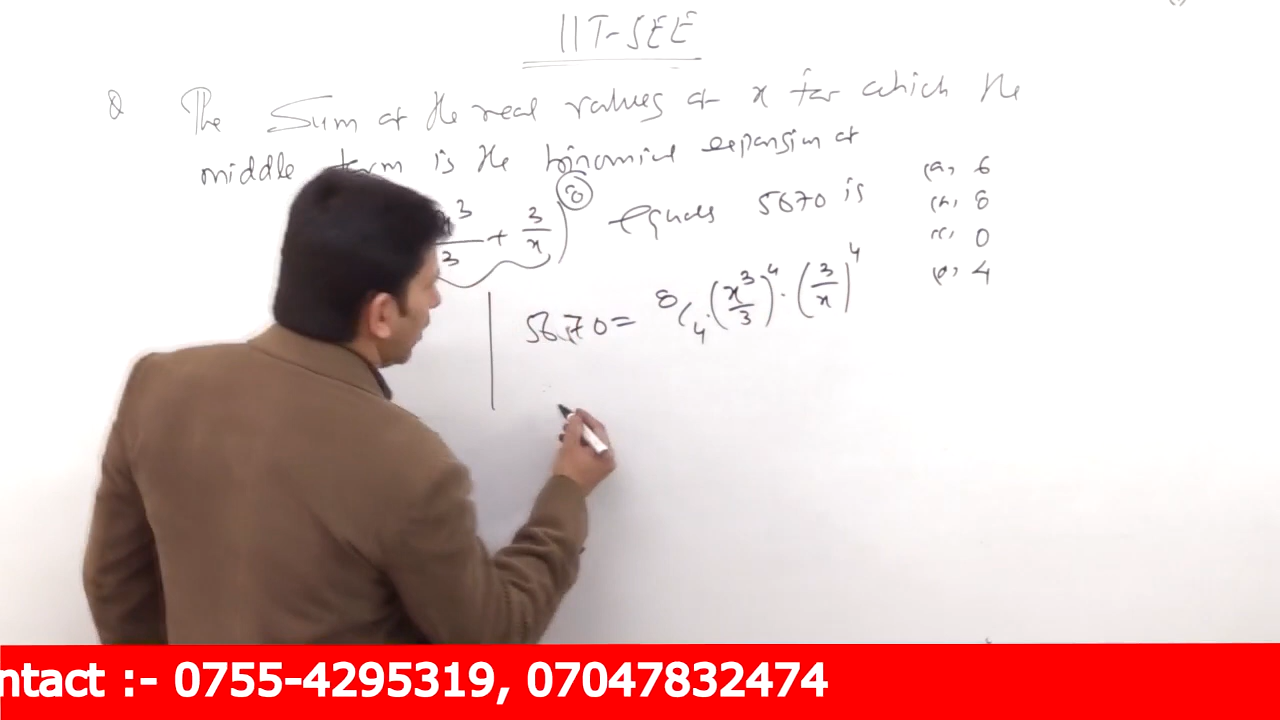 IIT-JEE
Q The Sum of the real values of x for which the
middle term is the binomial expansion of
x³/3 + 3/x)⁸ equals 5670 is
(a) 6
(b) 8
(c) 0
(d) 4
5670 = ⁸C₄ · (x³/3)⁴ · (3/x)⁴
ntact :- 0755-4295319, 07047832474